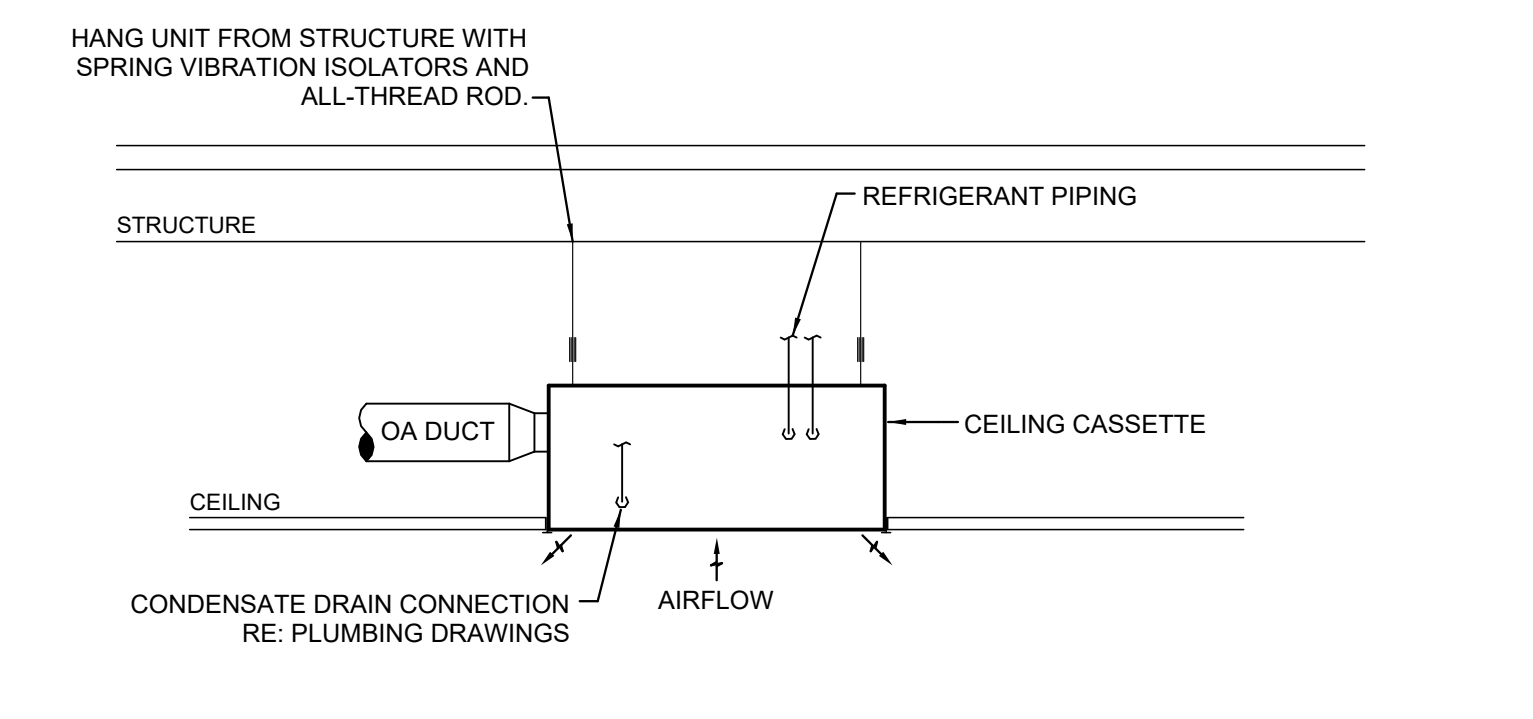 HANG UNIT FROM STRUCTURE WITH
SPRING VIBRATION ISOLATORS AND
ALL-THREAD ROD.
REFRIGERANT PIPING
STRUCTURE
OA DUCT
CEILING CASSETTE
CEILING
CONDENSATE DRAIN CONNECTION
RE: PLUMBING DRAWINGS
AIRFLOW